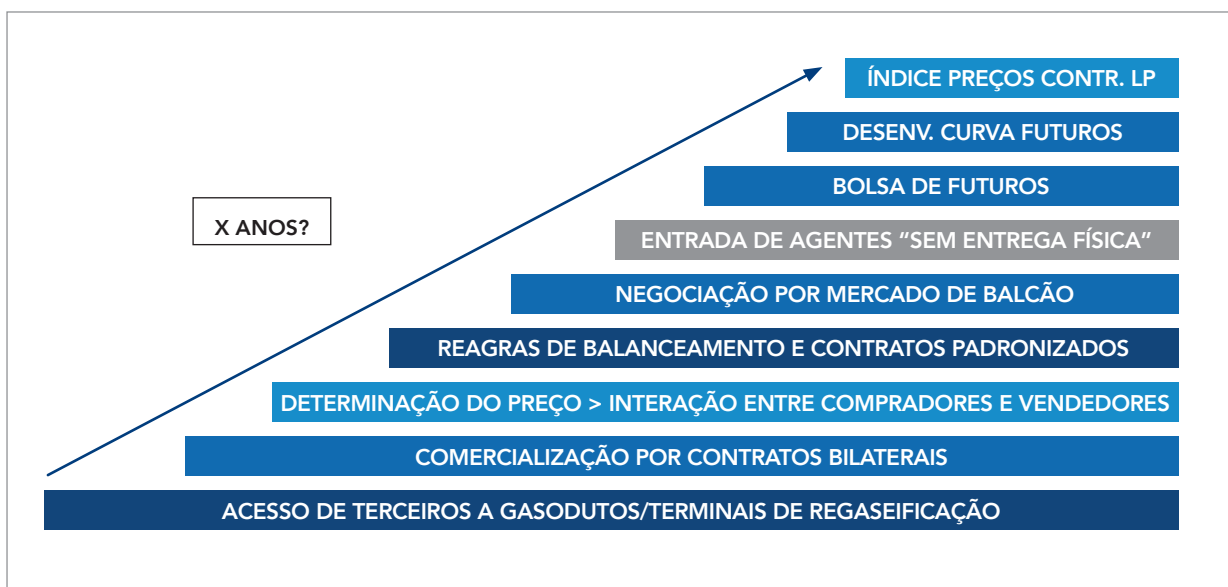 ÍNDICE PREÇOS CONTR. LP
DESENV. CURVA FUTUROS
BOLSA DE FUTUROS
X ANOS?
ENTRADA DE AGENTES “SEM ENTREGA FÍSICA”
NEGOCIAÇÃO POR MERCADO DE BALCÃO
REAGRAS DE BALANCEAMENTO E CONTRATOS PADRONIZADOS
DETERMINAÇÃO DO PREÇO > INTERAÇÃO ENTRE COMPRADORES E VENDEDORES
COMERCIALIZAÇÃO POR CONTRATOS BILATERAIS
ACESSO DE TERCEIROS A GASODUTOS/TERMINAIS DE REGASEIFICAÇÃO